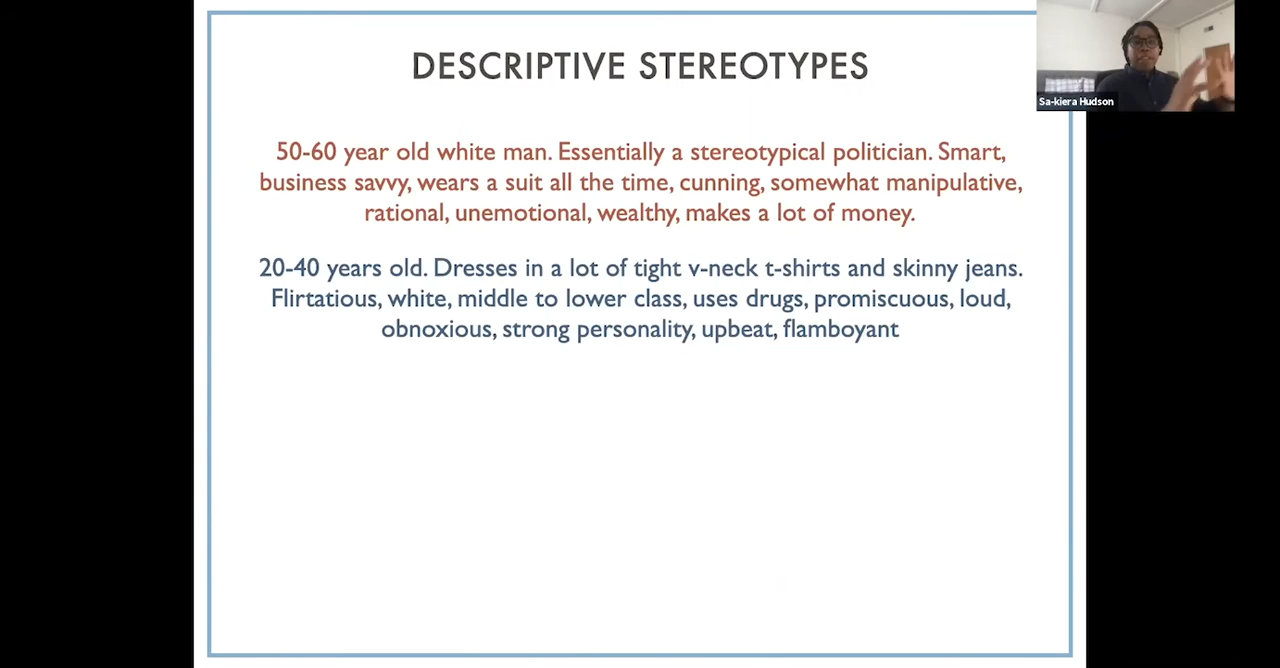 DESCRIPTIVE STEREOTYPES
Sa-kiera Hudson
50-60 year old white man. Essentially a stereotypical politician. Smart,
business savvy, wears a suit all the time, cunning, somewhat manipulative,
rational, unemotional, wealthy, makes a lot of money.
20-40 years old. Dresses in a lot of tight v-neck t-shirts and skinny jeans.
Flirtatious, white, middle to lower class, uses drugs, promiscuous, loud,
obnoxious, strong personality, upbeat, flamboyant